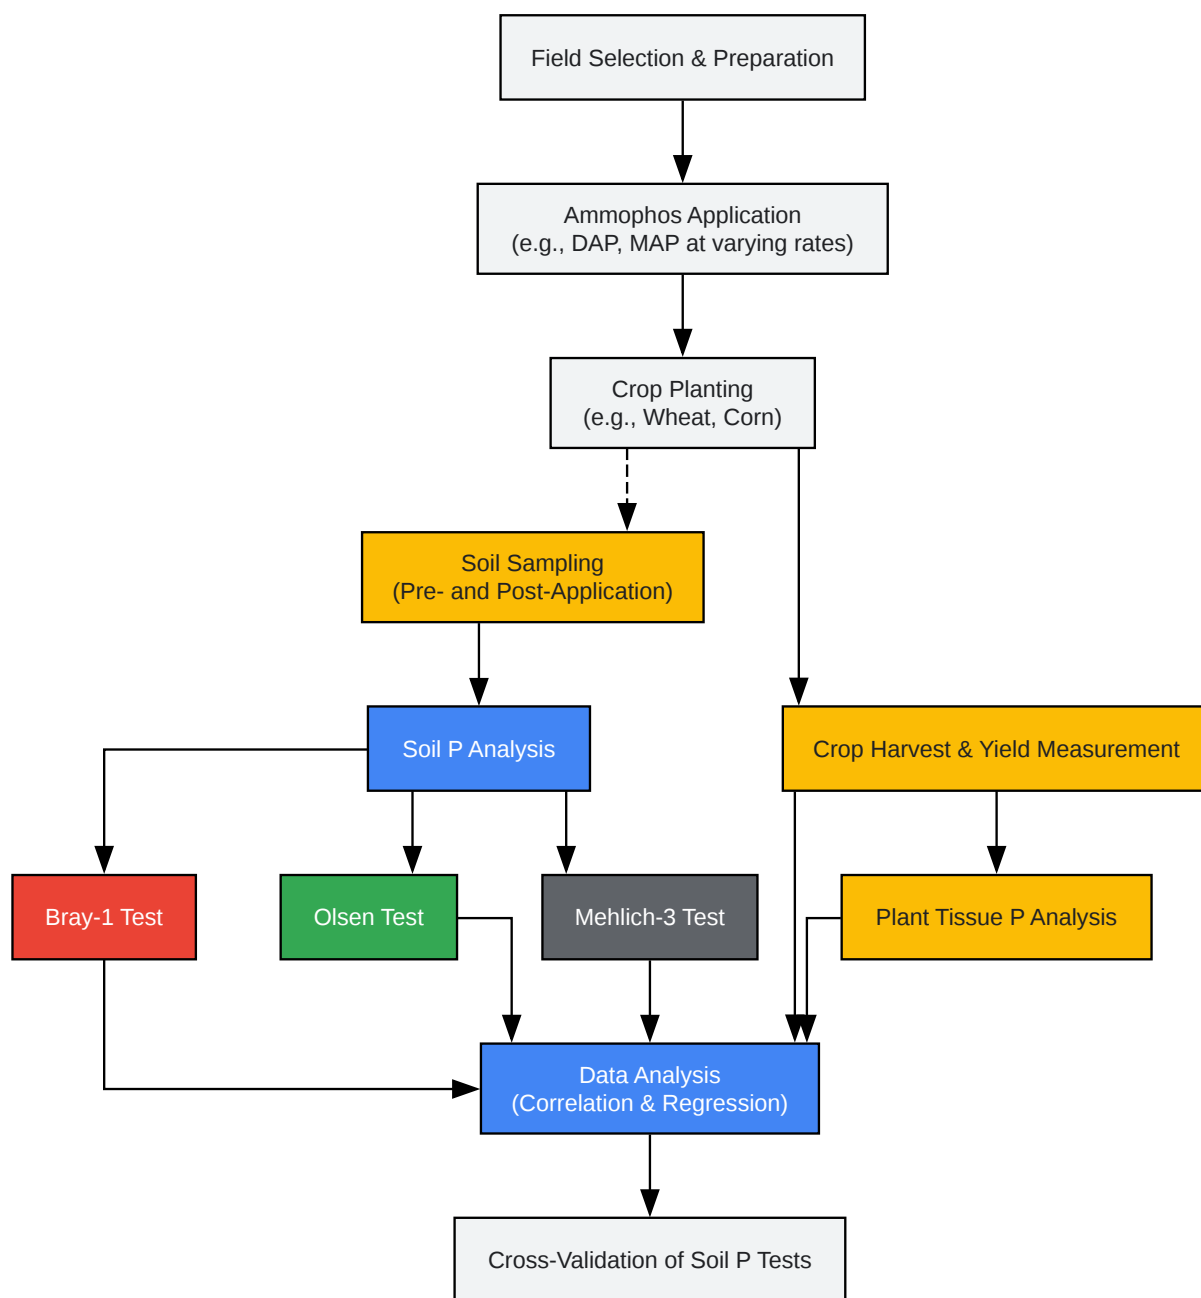 Field Selection & Preparation
Ammophos Application
(e.g., DAP, MAP at varying rates)
Crop Planting
(e.g., Wheat, Corn)
Soil Sampling
(Pre- and Post-Application)
Soil P Analysis
Crop Harvest & Yield Measurement
Bray-1 Test
Olsen Test
Mehlich-3 Test
Plant Tissue P Analysis
Data Analysis
(Correlation & Regression)
Cross-Validation of Soil P Tests